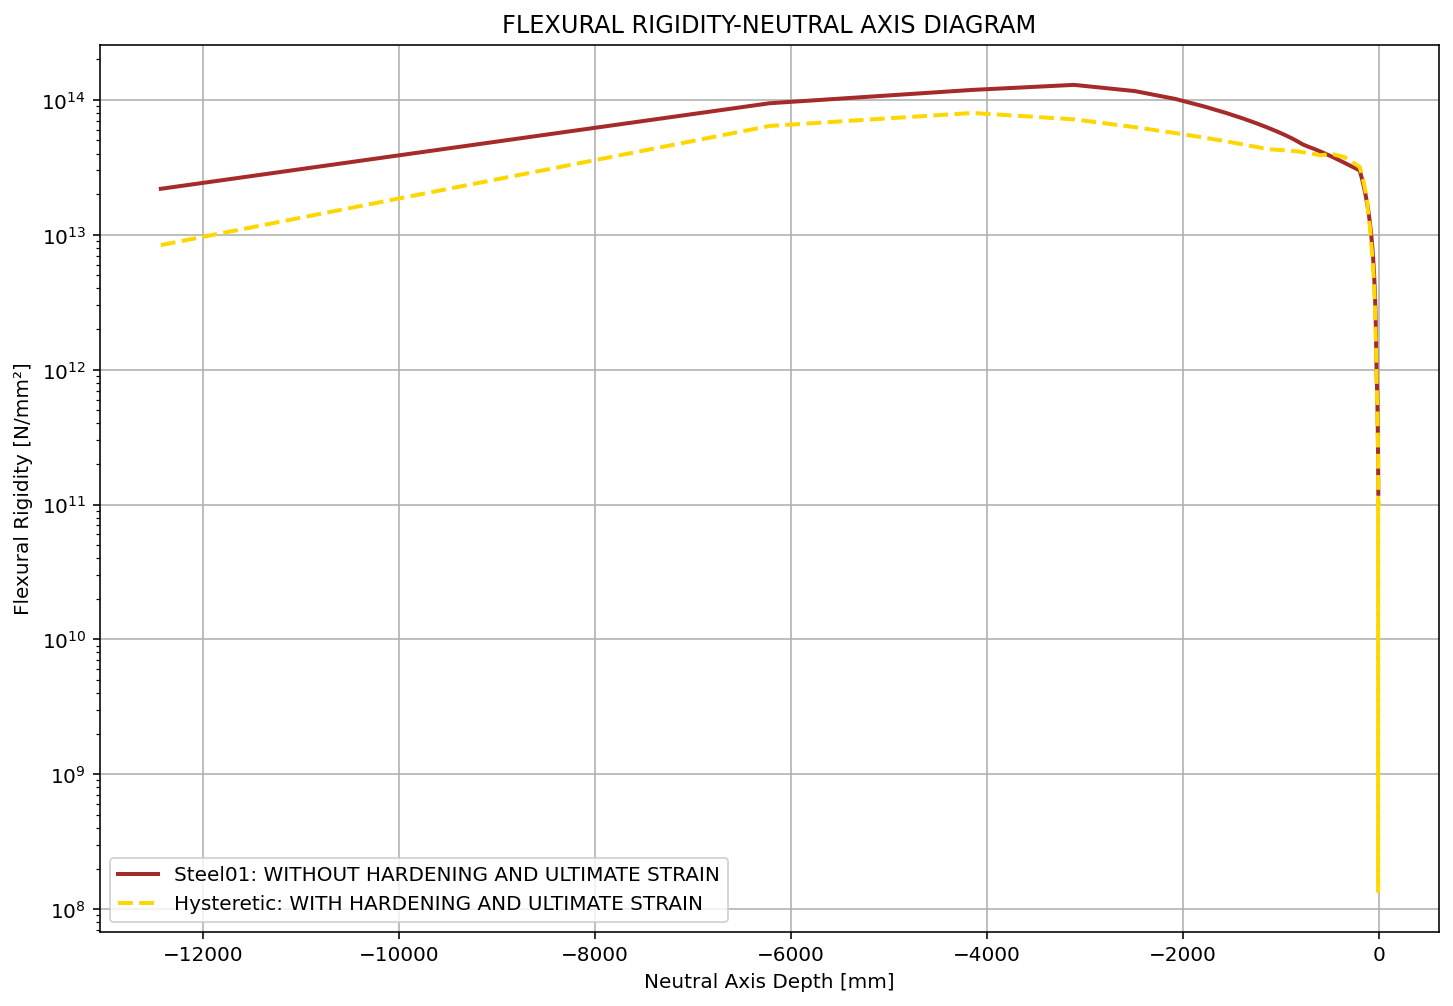 FLEXURAL RIGIDITY-NEUTRAL AXIS DIAGRAM
Flexural Rigidity [N/mm²]
10¹⁴
10¹³
10¹²
10¹¹
10¹⁰
10⁹
10⁸
Steel01: WITHOUT HARDENING AND ULTIMATE STRAIN
Hysteretic: WITH HARDENING AND ULTIMATE STRAIN
−12000 −10000 −8000 −6000 −4000 −2000 0
Neutral Axis Depth [mm]